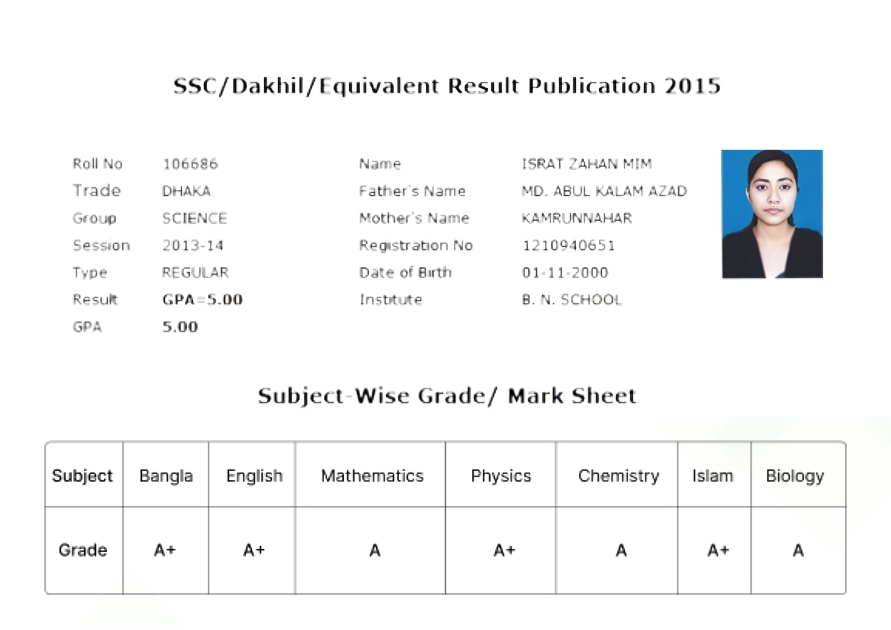 SSC/Dakhil/Equivalent Result Publication 2015
Roll No 106686 Name ISRAT ZAHAN MIM
Trade DHAKA Father's Name MD. ABUL KALAM AZAD
Group SCIENCE Mother's Name KAMRUNNAHAR
Session 2013-14 Registration No 1210940651
Type REGULAR Date of Birth 01-11-2000
Result GPA=5.00 Institute B. N. SCHOOL
GPA 5.00
Subject-Wise Grade/ Mark Sheet
Subject Bangla English Mathematics Physics Chemistry Islam Biology
Grade A+ A+ A A+ A A+ A